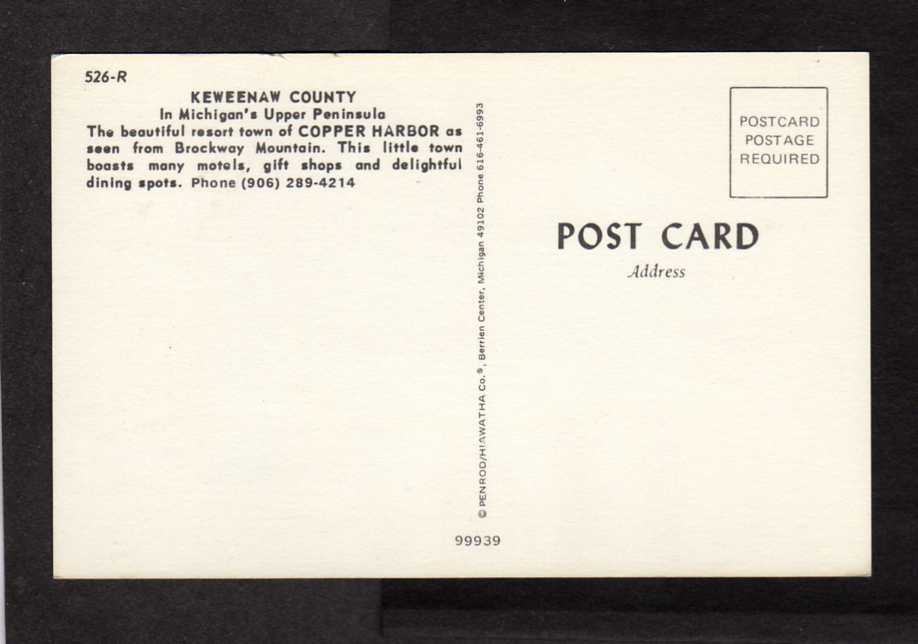 526-R
KEWEENAW COUNTY
In Michigan's Upper Peninsula
The beautiful resort town of COPPER HARBOR as
seen from Brockway Mountain. This little town
boasts many motels, gift shops and delightful
dining spots. Phone (906) 289-4214
© PENROD/HIAWATHA Co.®, Berrien Center, Michigan 49102 Phone 616-461-6993
99939
POSTCARD
POSTAGE
REQUIRED
POST CARD
Address